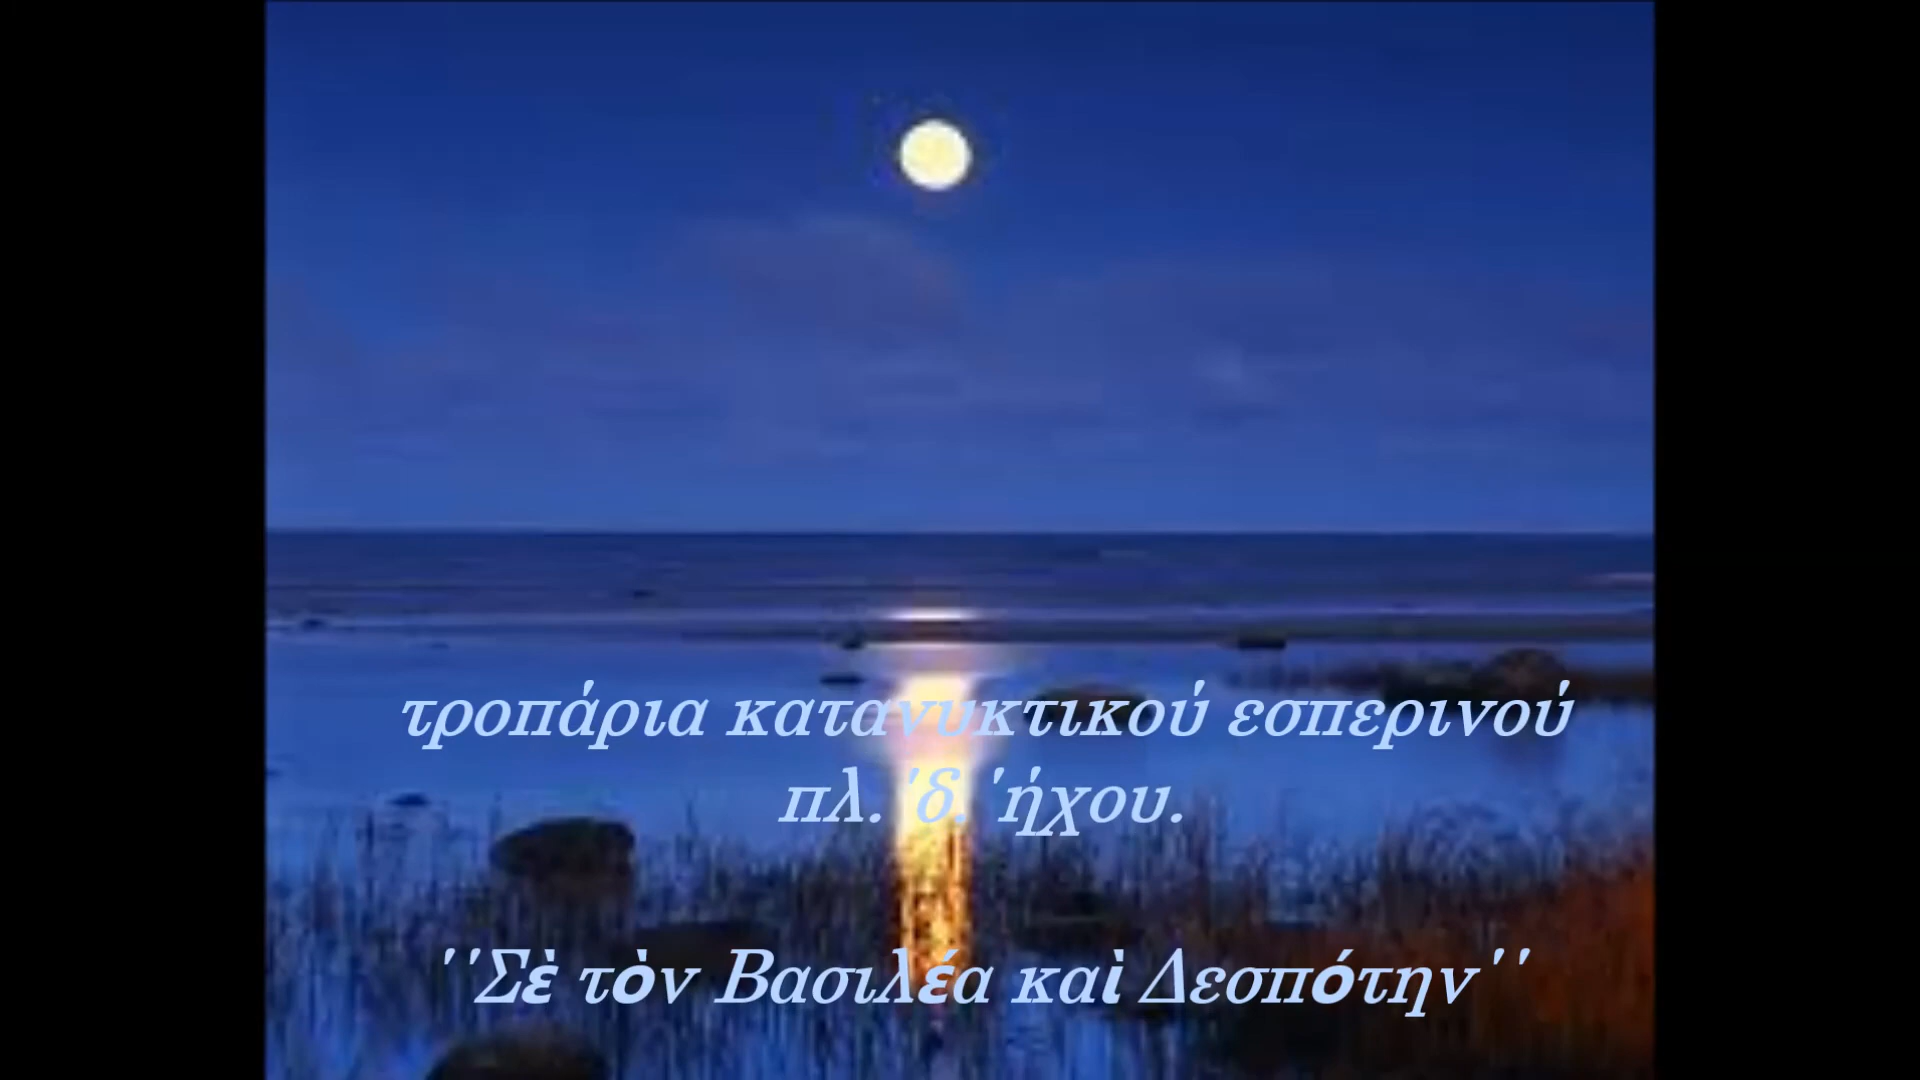 τροπάρια κατανυκτικού εσπερινού
πλ. ΄δ. ΄ήχου.
΄΄Σὲ τὸν Βασιλέα καὶ Δεσπότην΄΄